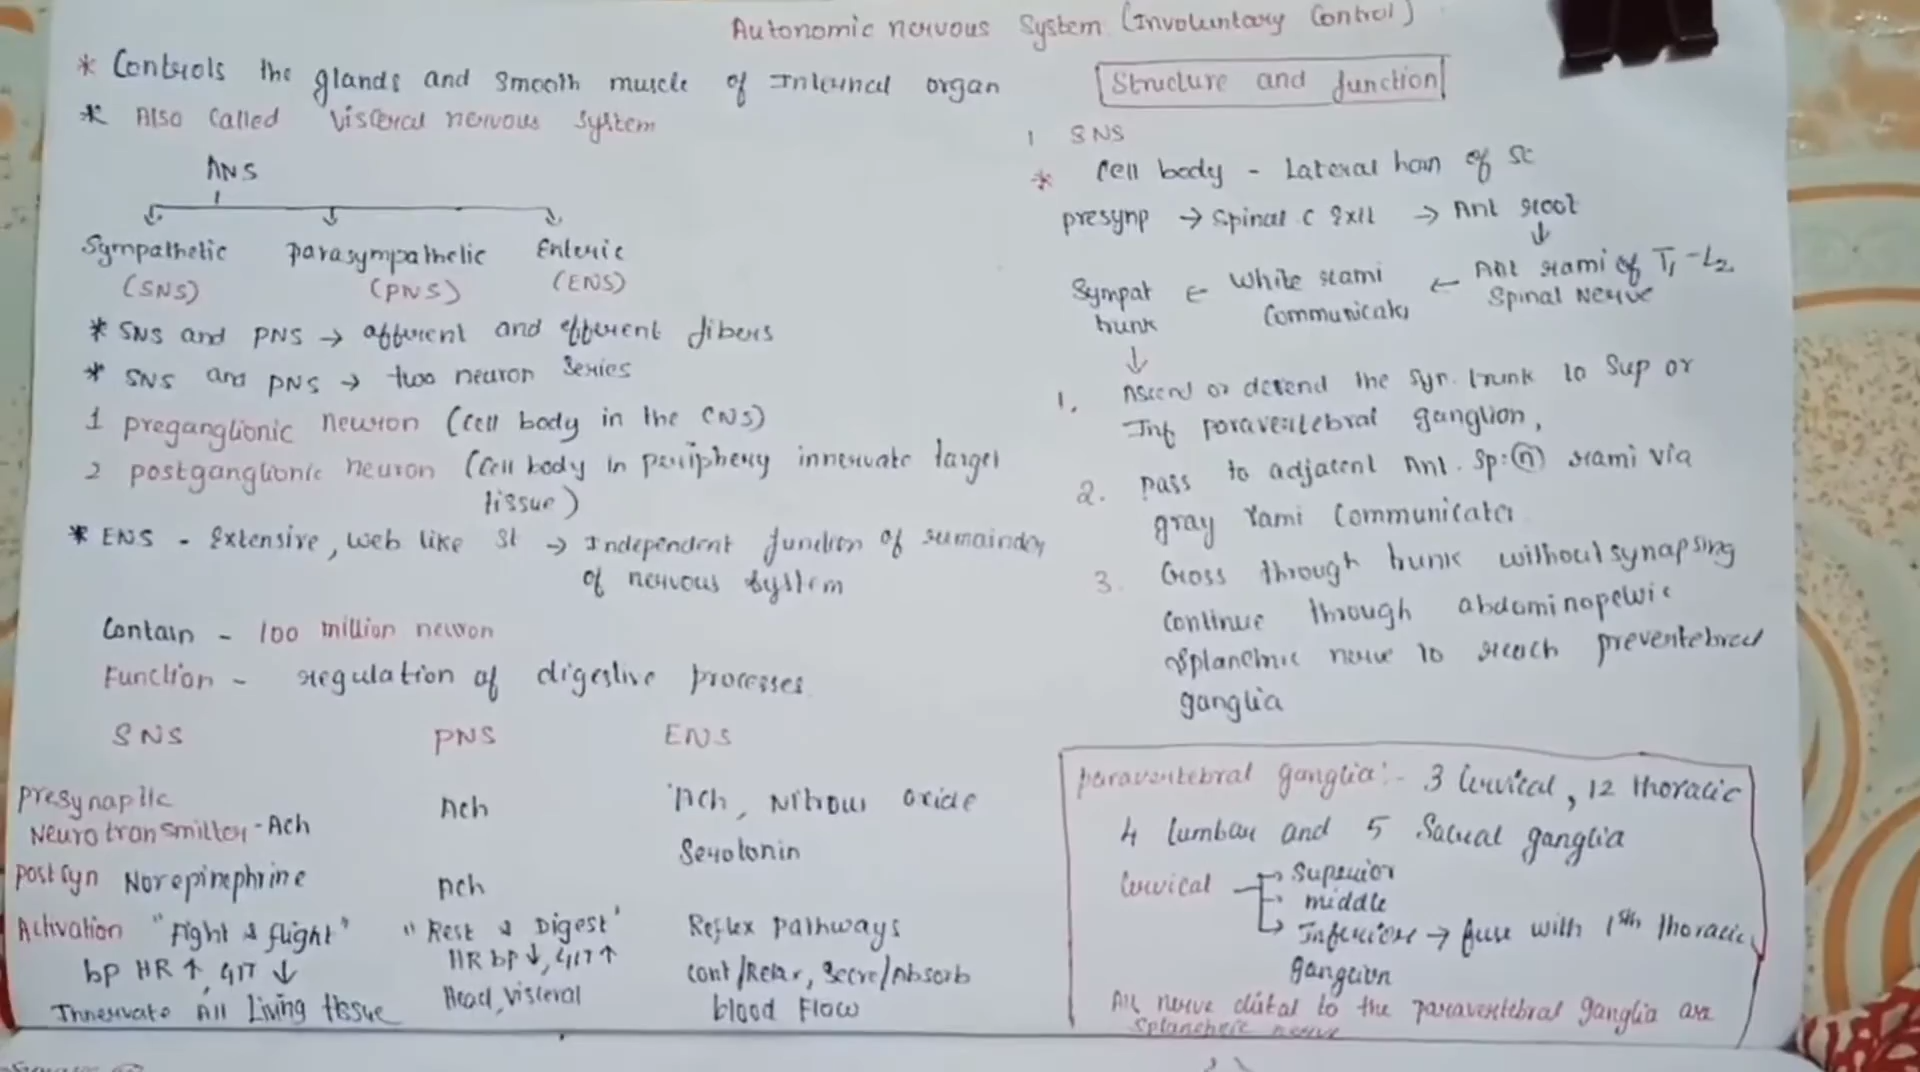 Autonomic nervous System (Involuntary Control)
* Controls the glands and smooth muscle of Internal organ
* Also Called Visceral nervous system
ANS
Sympathetic Parasympathetic Enteric
(SNS) (PNS) (ENS)
* SNS and PNS → afferent and efferent fibers
* SNS and PNS → two neuron series
1 preganglionic neuron (cell body in the CNS)
2 postganglionic neuron (cell body in periphery innervate target
tissue)
* ENS - Extensive, web like st → Independent function of remainder
of nervous system
Contain - 100 million neuron
Function - regulation of digestive processes
SNS PNS ENS
Presynaptic
Neurotransmitter - Ach Ach Ach, Nitrous oxide
Serotonin
Post syn Norepinephrine Ach
Activation "Fight & flight" "Rest & Digest" Reflex pathways
bp HR ↑, GIT ↓ HR bp ↓, GIT ↑ cont/Relax, Secre/Absorb
Innervate All Living tissue Head, visceral blood Flow
Structure and function
1 SNS
* Cell body - Lateral horn of SC
presynp → Spinal C exit → Ant root
↓
Sympat ← White rami ← Ant rami of T1-L2
trunk Communicats Spinal Nerve
↓
1. Ascend or decend the syn. trunk to Sup or
Inf paravertebral ganglion,
2. pass to adjacent Ant. Sp: (n) rami via
gray rami Communicater
3. Cross through trunk without synapsing
continue through abdominopelvic
splanchnic nerve to reach prevertebral
ganglia
paravertebral ganglia:- 3 Cervical, 12 thoracic
4 lumbar and 5 Sacral ganglia
Cervical Superior
middle
Inferior → fuse with 1st thoracic
ganglion
All nerve distal to the paravertebral ganglia are
splanchnic nerve